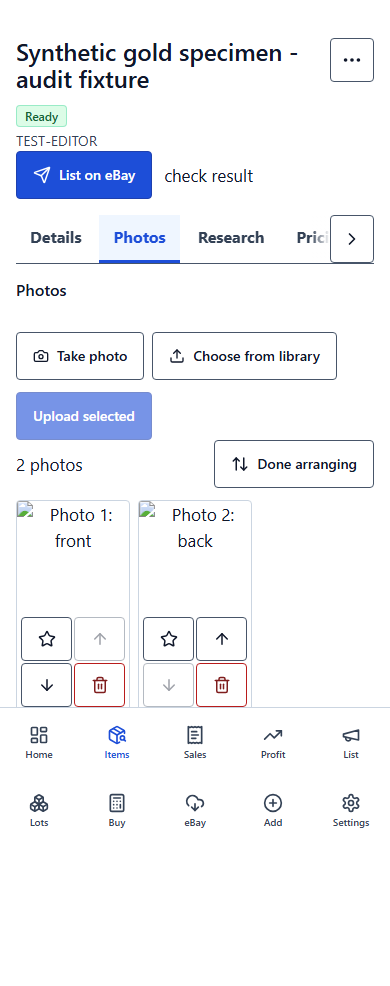 Synthetic gold specimen -
audit fixture
Ready
TEST-EDITOR
List on eBay
check result
Details
Photos
Research
Photos
Take photo
Choose from library
Upload selected
2 photos
Done arranging
Photo 1:
front
Photo 2:
back
Home
Items
Sales
Profit
List
Lots
Buy
eBay
Add
Settings